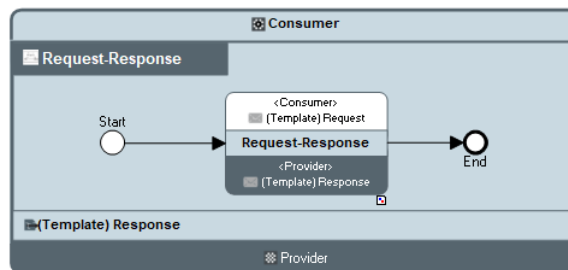 Consumer
Request-Response
Start
<Consumer>
(Template) Request
Request-Response
<Provider>
(Template) Response
End
(Template) Response
Provider